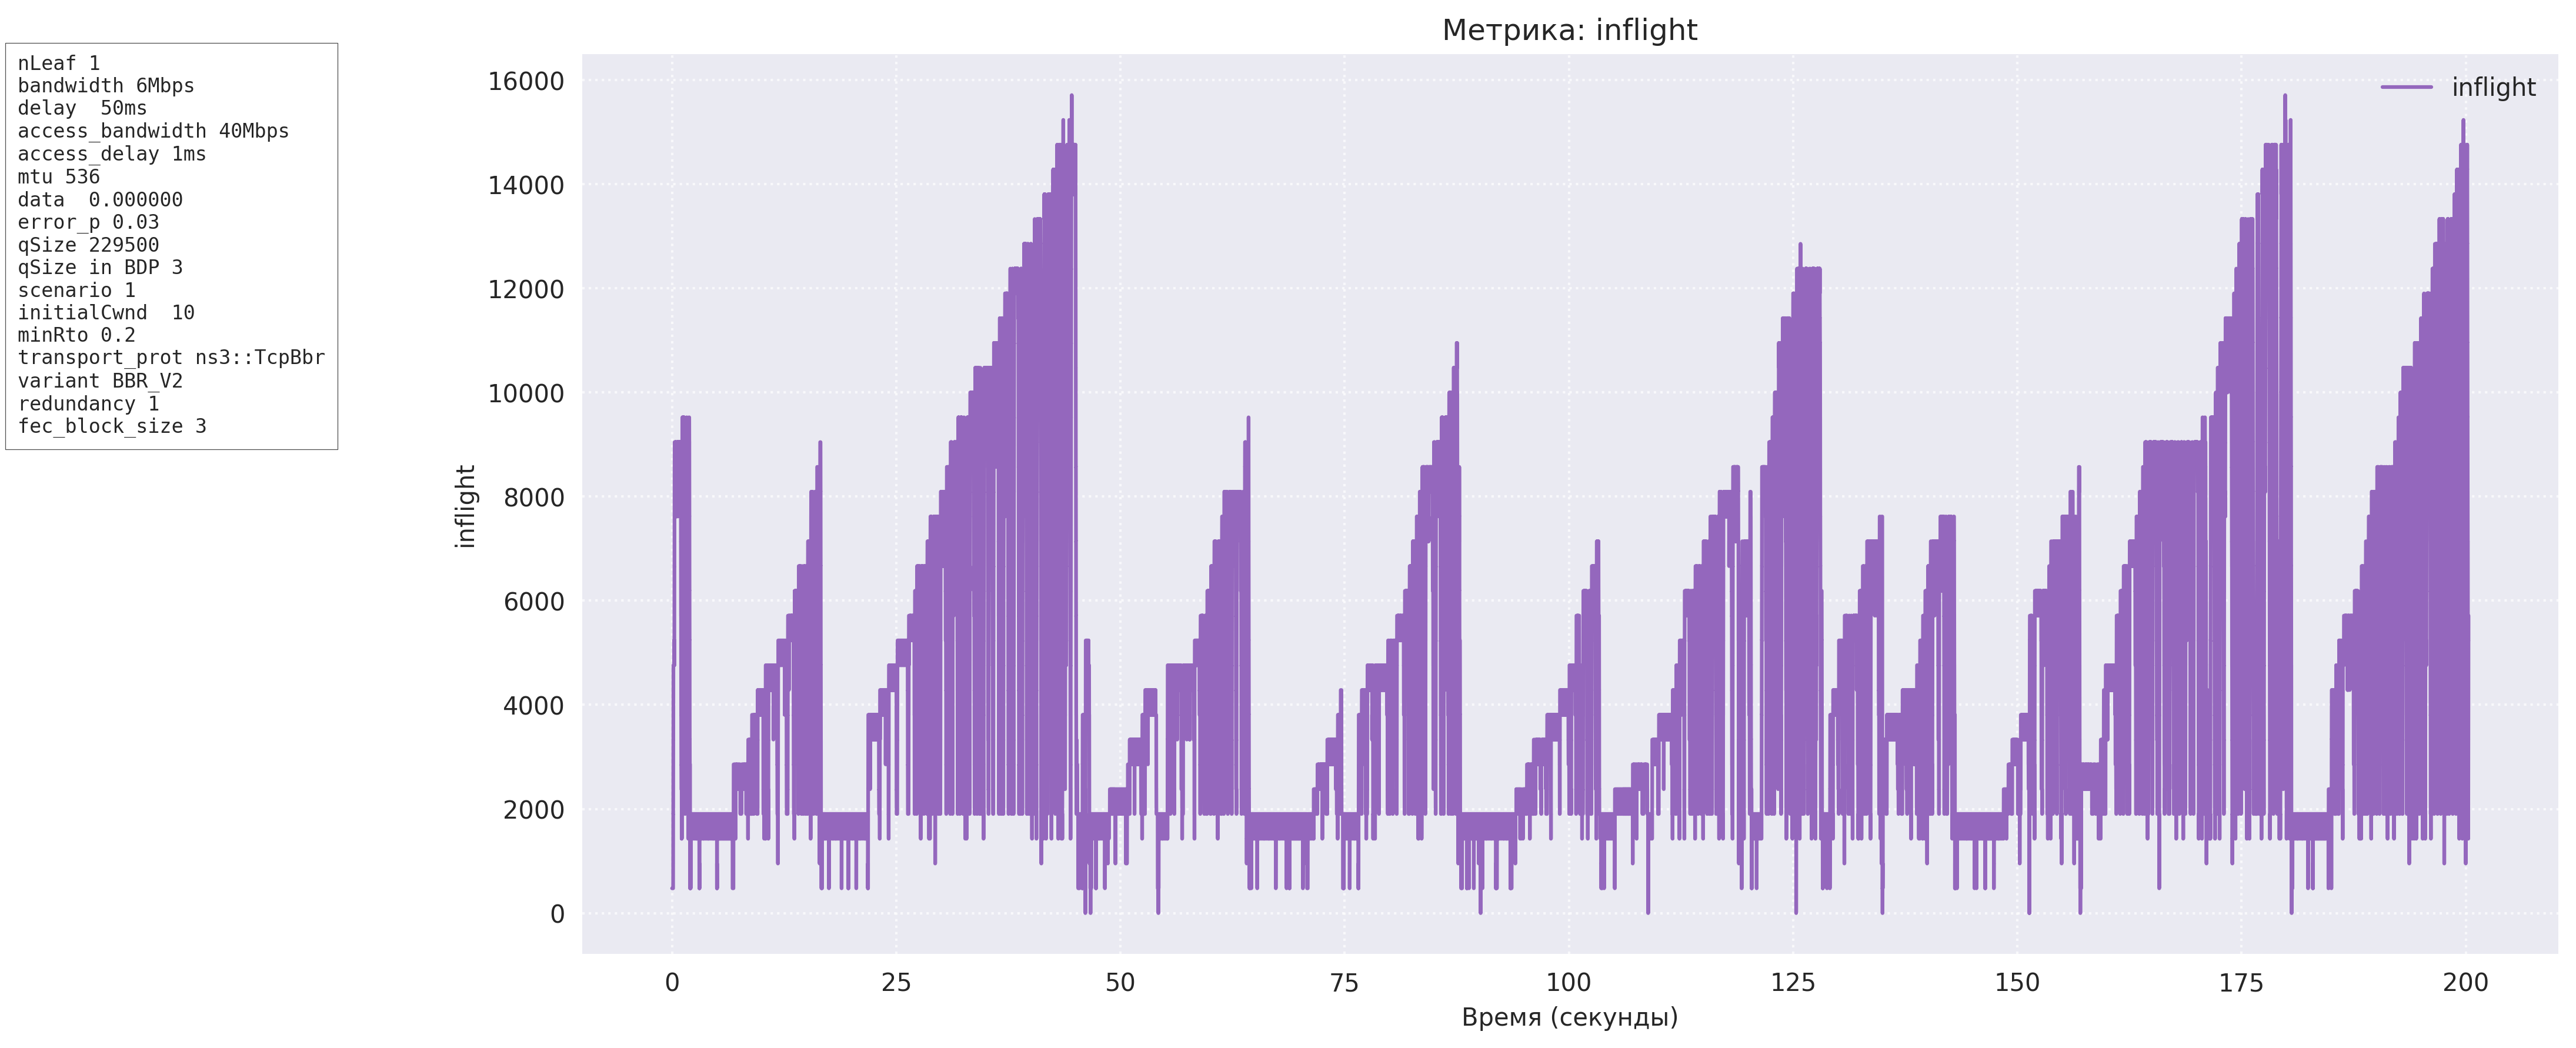 Метрика: inflight
nLeaf 1
bandwidth 6Mbps
delay  50ms
access_bandwidth 40Mbps
access_delay 1ms
mtu 536
data  0.000000
error_p 0.03
qSize 229500
qSize in BDP 3
scenario 1
initialCwnd  10
minRto 0.2
transport_prot ns3::TcpBbr
variant BBR_V2
redundancy 1
fec_block_size 3
inflight
16000
14000
12000
10000
8000
6000
4000
2000
0
inflight
0 25 50 75 100 125 150 175 200
Время (секунды)